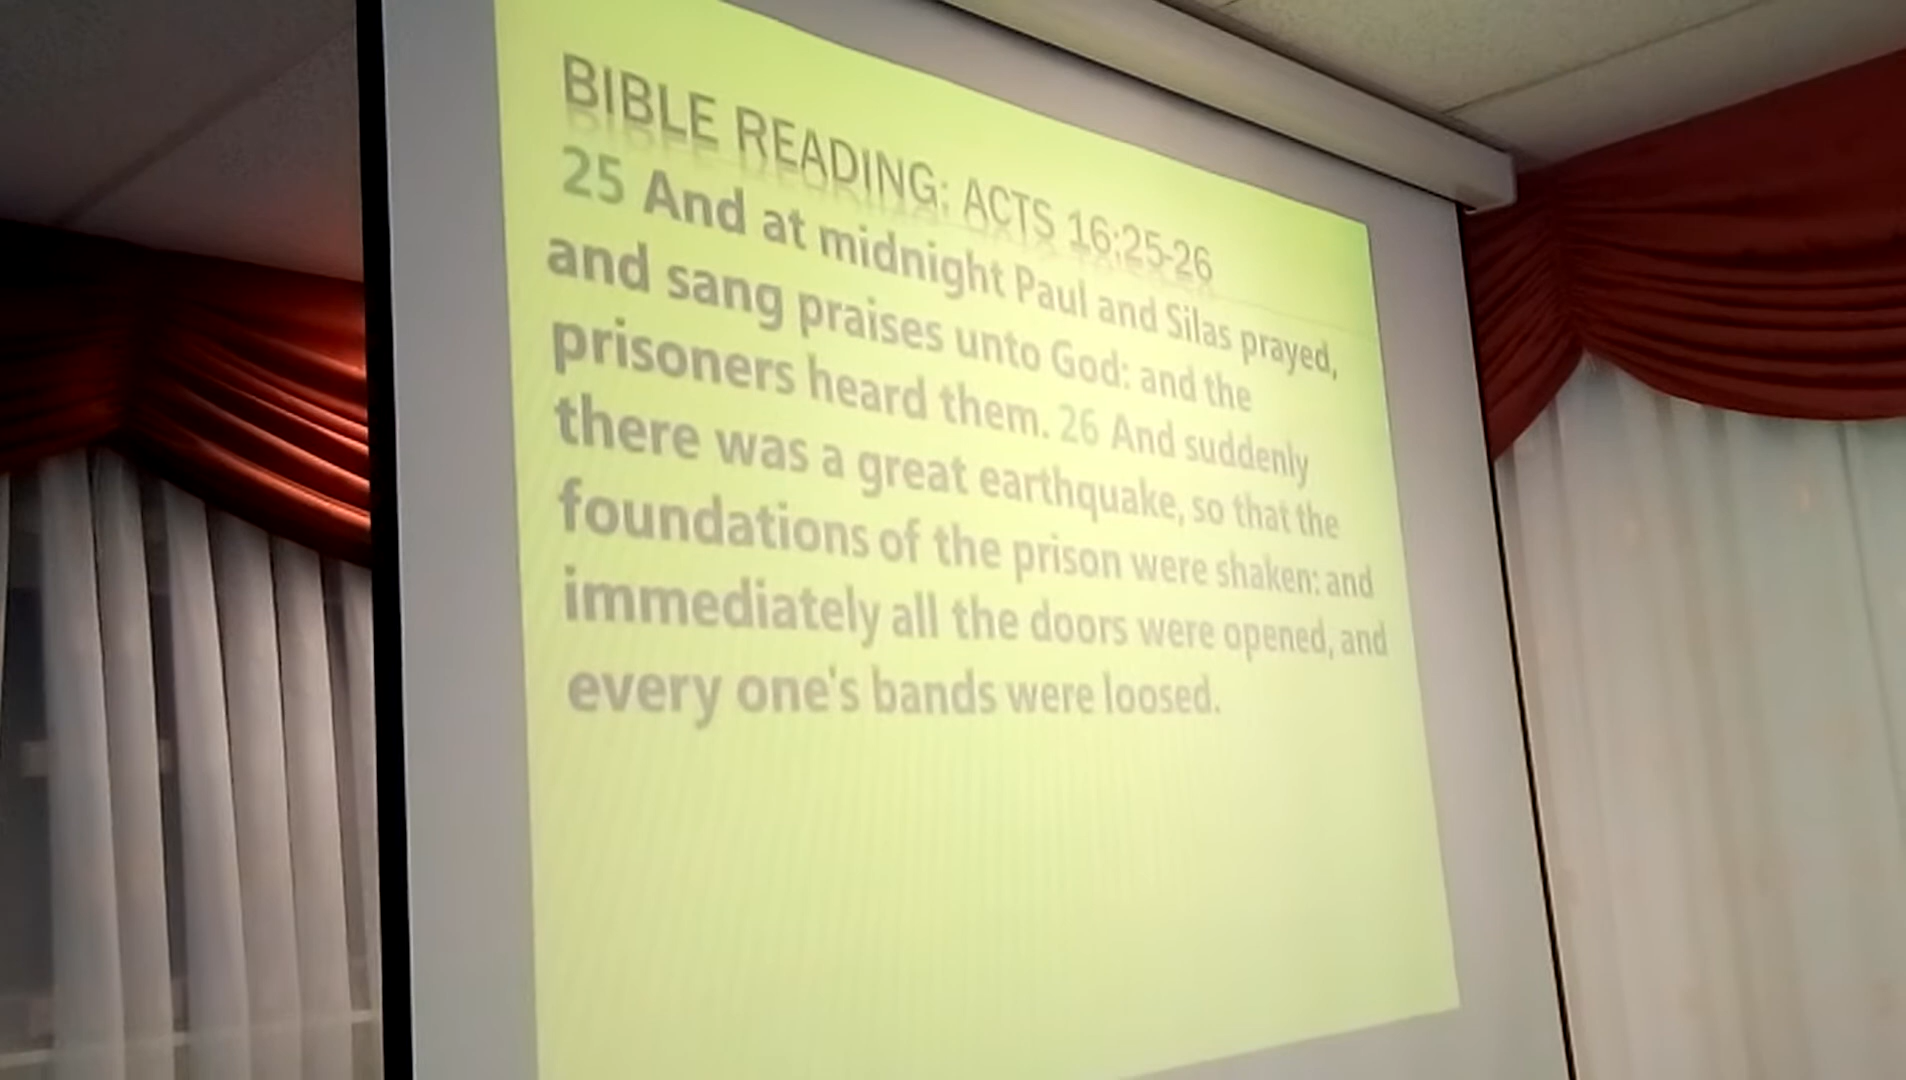 BIBLE READING: ACTS 16:25-26
25 And at midnight Paul and Silas prayed,
and sang praises unto God: and the
prisoners heard them. 26 And suddenly
there was a great earthquake, so that the
foundations of the prison were shaken: and
immediately all the doors were opened, and
every one's bands were loosed.